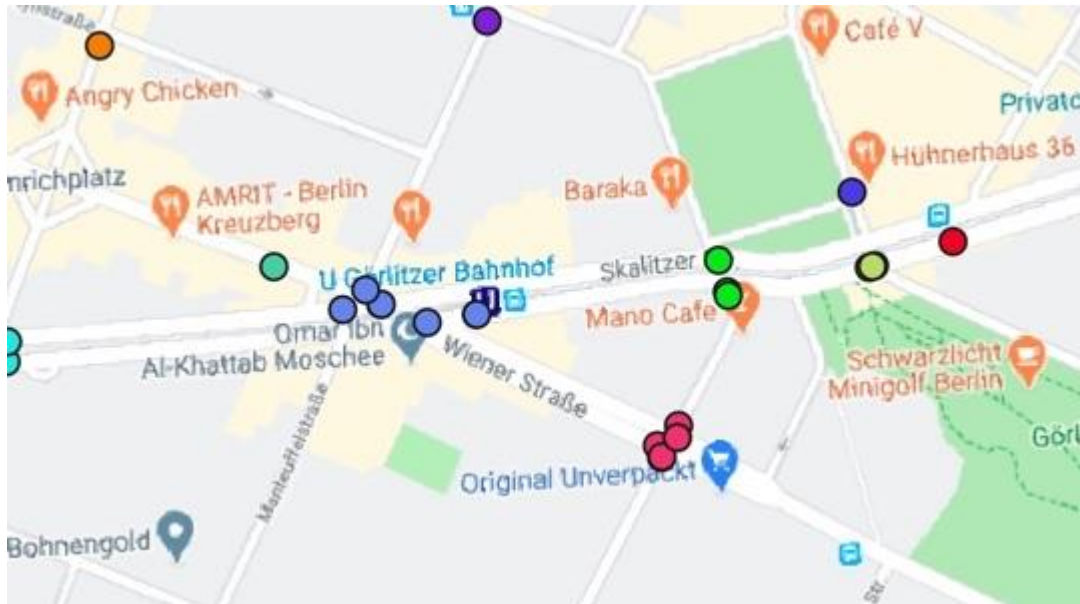 Café V
Angry Chicken
Privatc
Hühnerhaus 36
nrichplatz
AMRIT - Berlin
Kreuzberg
Baraka
U Görlitzer Bahnhof
Skalitzer
Mano Cafe
Omar Ibn
Al-Khattab Moschee
Wiener Straße
Schwarzlicht
Minigolf Berlin
Manteuffelstraße
Görl
Original Unverpackt
Bohnengold
Str